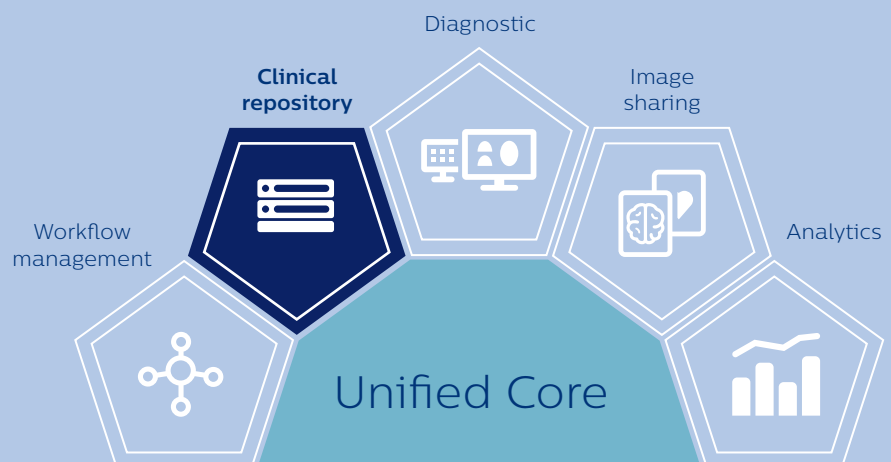 Diagnostic
Clinical
repository
Image
sharing
Workflow
management
Analytics
Unified Core